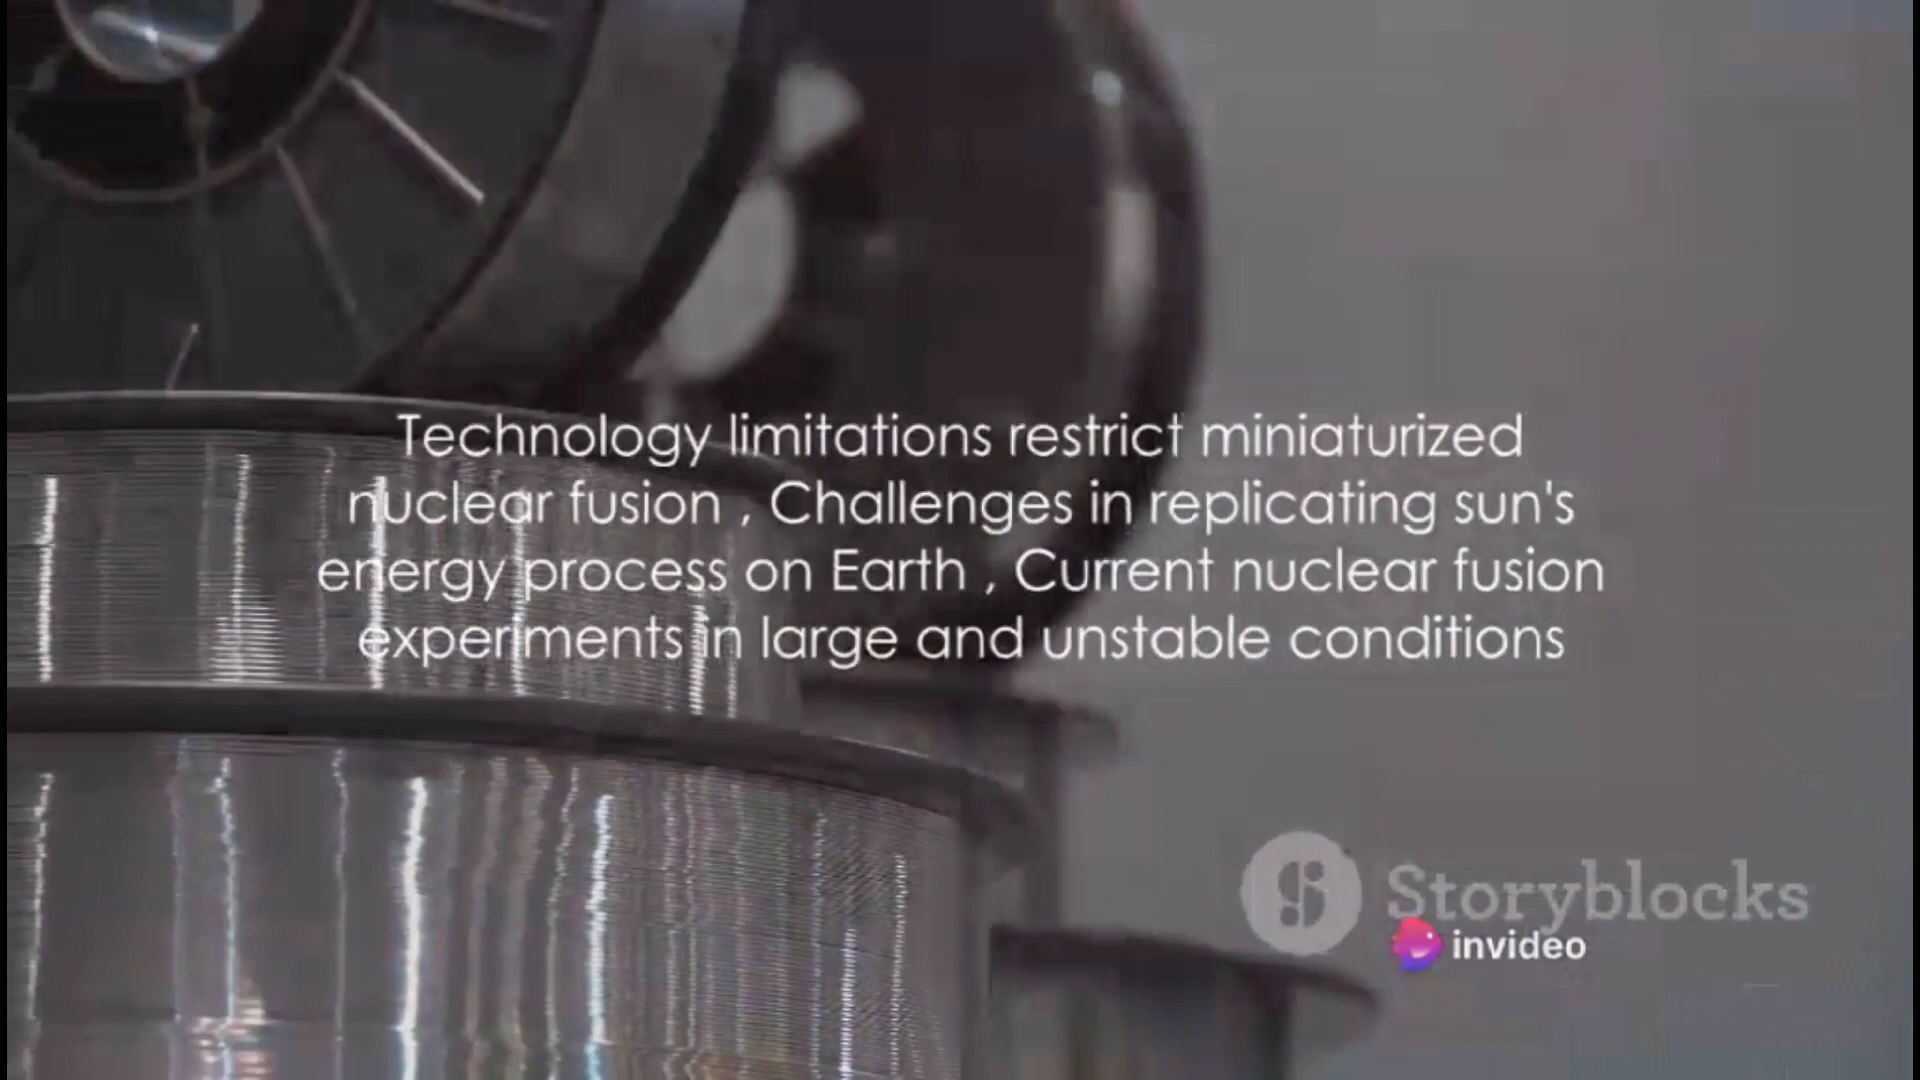 Technology limitations restrict miniaturized
nuclear fusion , Challenges in replicating sun's
energy process on Earth , Current nuclear fusion
experiments in large and unstable conditions
Storyblocks
invideo